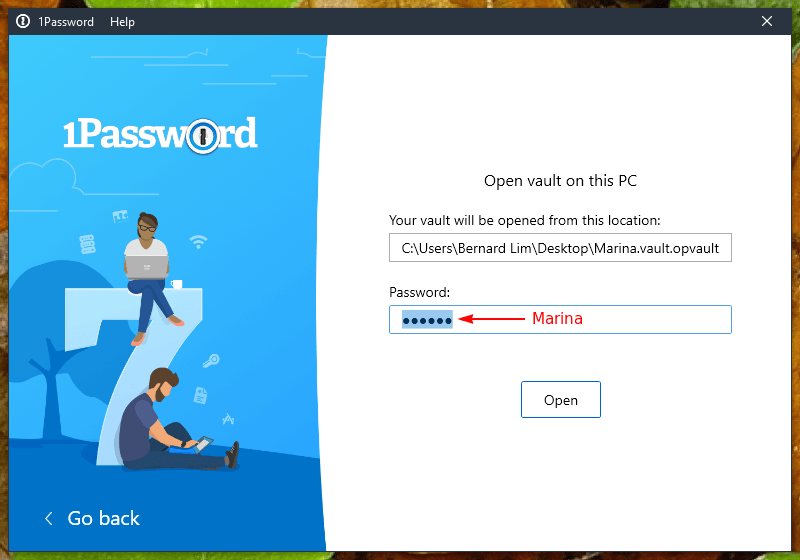 1Password Help
1Password
Open vault on this PC
Your vault will be opened from this location:
C:\Users\Bernard Lim\Desktop\Marina.vault.opvault
Password:
●●●●●● Marina
Open
Go back